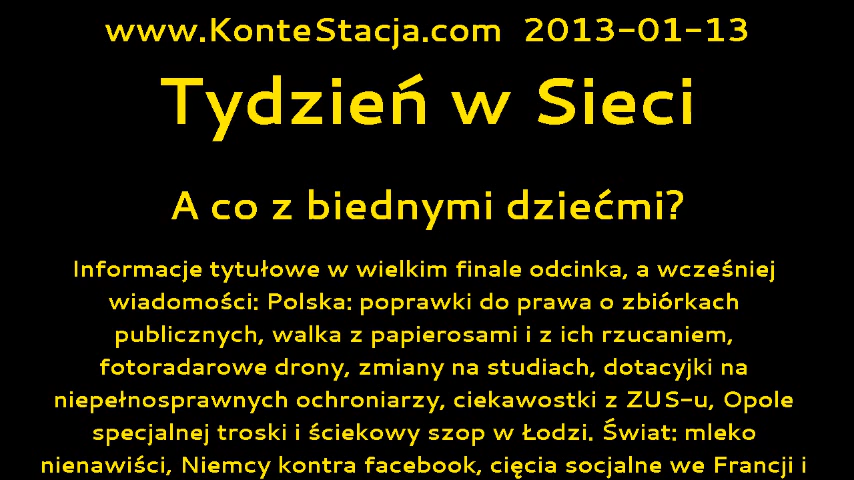 www.KonteStacja.com 2013-01-13
Tydzień w Sieci
A co z biednymi dziećmi?
Informacje tytułowe w wielkim finale odcinka, a wcześniej
wiadomości: Polska: poprawki do prawa o zbiórkach
publicznych, walka z papierosami i z ich rzucaniem,
fotoradarowe drony, zmiany na studiach, dotacyjki na
niepełnosprawnych ochroniarzy, ciekawostki z ZUS-u, Opole
specjalnej troski i ściekowy szop w Łodzi. Świat: mleko
nienawiści, Niemcy kontra facebook, cięcia socjalne we Francji i